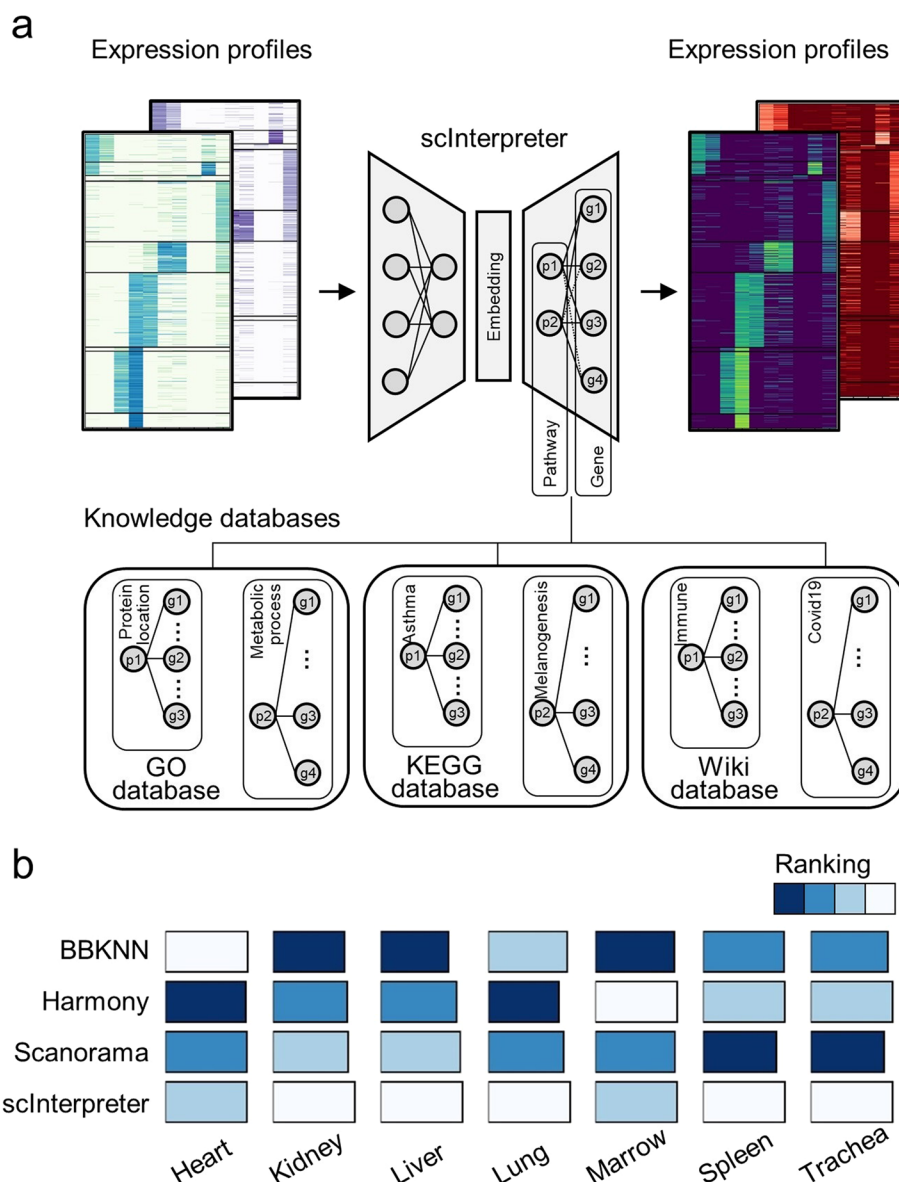 a
Expression profiles
Expression profiles
scInterpreter
g1
p1
g2
p2
g3
g4
Embedding
Pathway
Gene
Knowledge databases
Protein
location
g1
p1
g2
g3
GO
database
Metabolic
process
g1
p2
g3
g4
Asthma
g1
p1
g2
g3
KEGG
database
Melanogenesis
g1
p2
g3
g4
Immune
g1
p1
g2
g3
Wiki
database
Covid19
g1
p2
g3
g4
b
Ranking
BBKNN
Harmony
Scanorama
scInterpreter
Heart
Kidney
Liver
Lung
Marrow
Spleen
Trachea